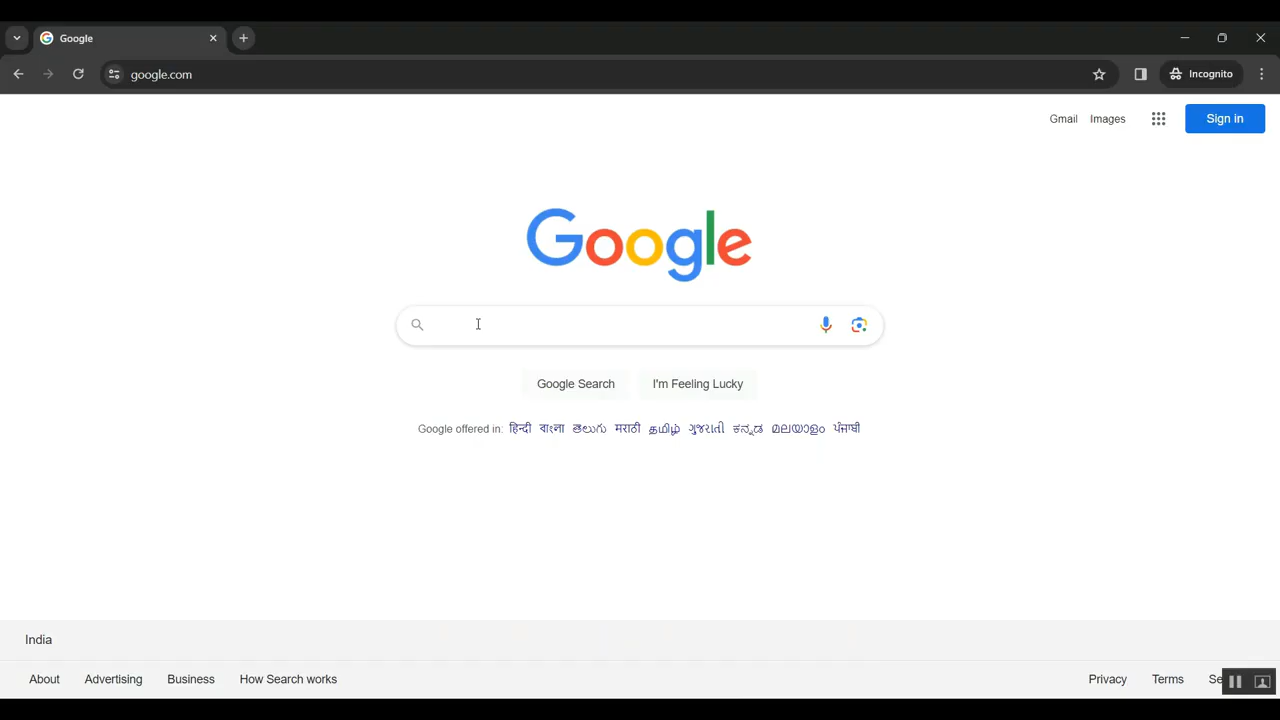 Google
google.com
Incognito
Gmail Images Sign in
Google
Google Search I'm Feeling Lucky
Google offered in: हिन्दी বাংলা తెలుగు मराठी தமிழ் ગુજરાતી ಕನ್ನಡ മലയാളം ਪੰਜਾਬੀ
India
About Advertising Business How Search works Privacy Terms Se